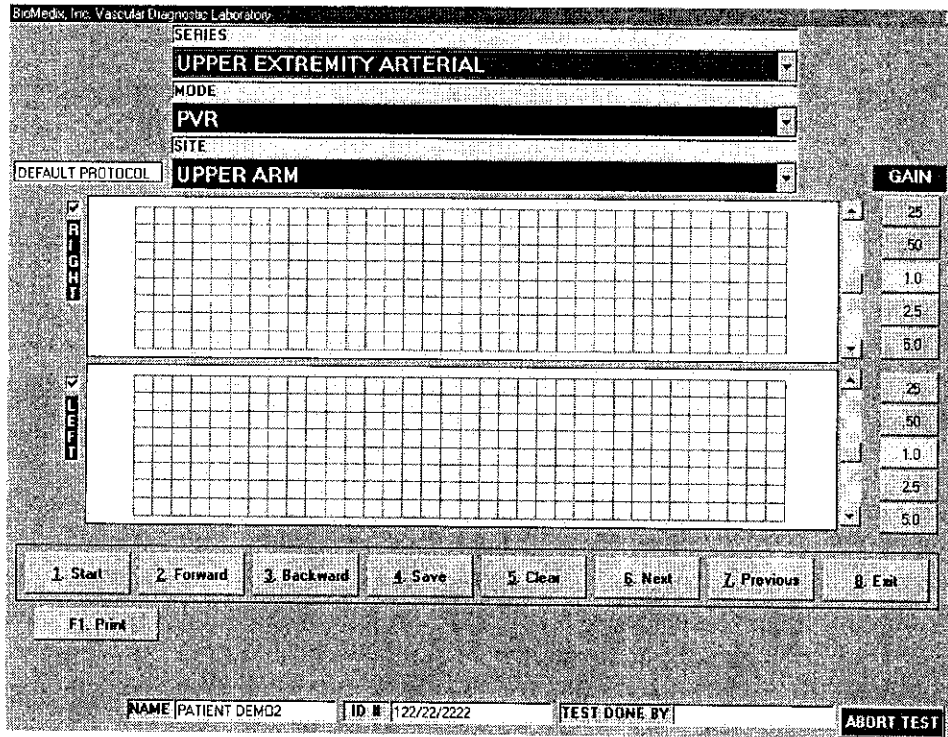 BioMedix, Inc. Vascular Diagnostic Laboratory
SERIES
UPPER EXTREMITY ARTERIAL
MODE
PVR
SITE
DEFAULT PROTOCOL
UPPER ARM
GAIN
RIGHT
25
50
1.0
2.5
5.0
LEFT
25
50
1.0
2.5
5.0
1. Start
2. Forward
3. Backward
4. Save
5. Clear
6. Next
7. Previous
8. Exit
F1. Print
NAME PATIENT DEMO2
ID # 122/22/2222
TEST DONE BY
ABORT TEST